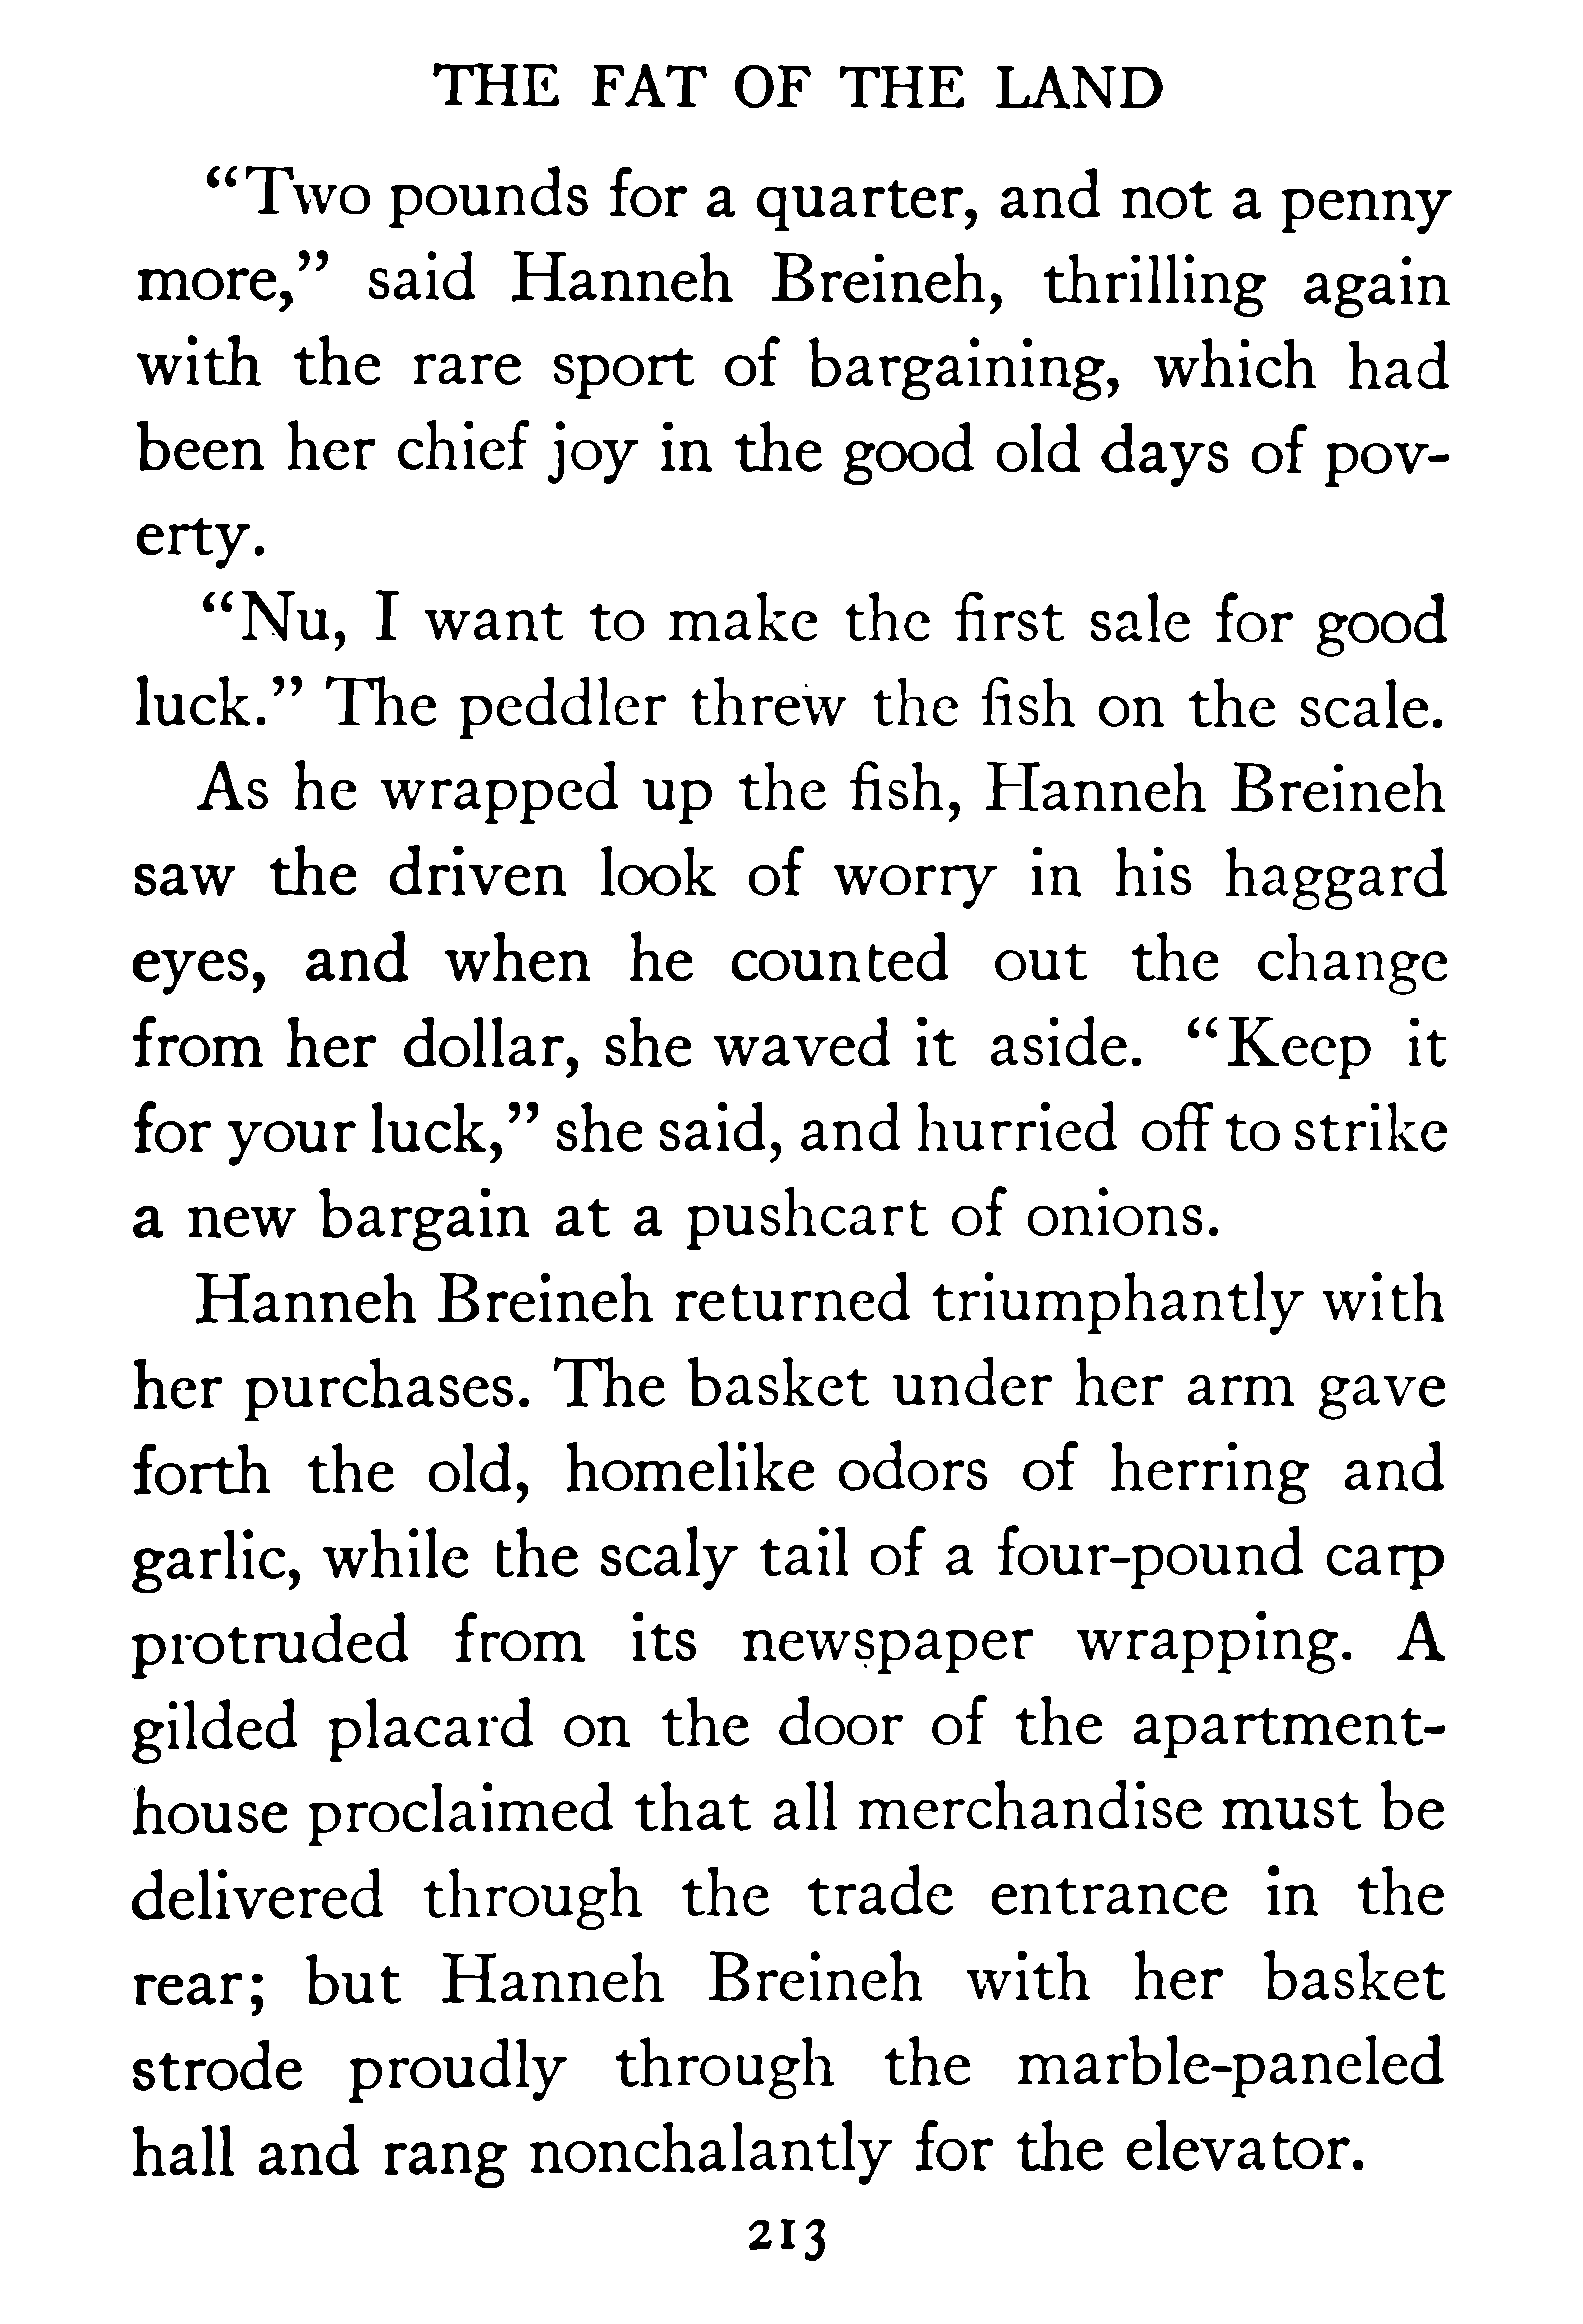 THE FAT OF THE LAND
“Two pounds for a quarter, and not a penny
more,” said Hanneh Breineh, thrilling again
with the rare sport of bargaining, which had
been her chief joy in the good old days of pov-
erty.
“Nu, I want to make the first sale for good
luck.” The peddler threw the fish on the scale.
As he wrapped up the fish, Hanneh Breineh
saw the driven look of worry in his haggard
eyes, and when he counted out the change
from her dollar, she waved it aside. “Keep it
for your luck,” she said, and hurried off to strike
a new bargain at a pushcart of onions.
Hanneh Breineh returned triumphantly with
her purchases. The basket under her arm gave
forth the old, homelike odors of herring and
garlic, while the scaly tail of a four-pound carp
protruded from its newspaper wrapping. A
gilded placard on the door of the apartment-
house proclaimed that all merchandise must be
delivered through the trade entrance in the
rear; but Hanneh Breineh with her basket
strode proudly through the marble-paneled
hall and rang nonchalantly for the elevator.
213